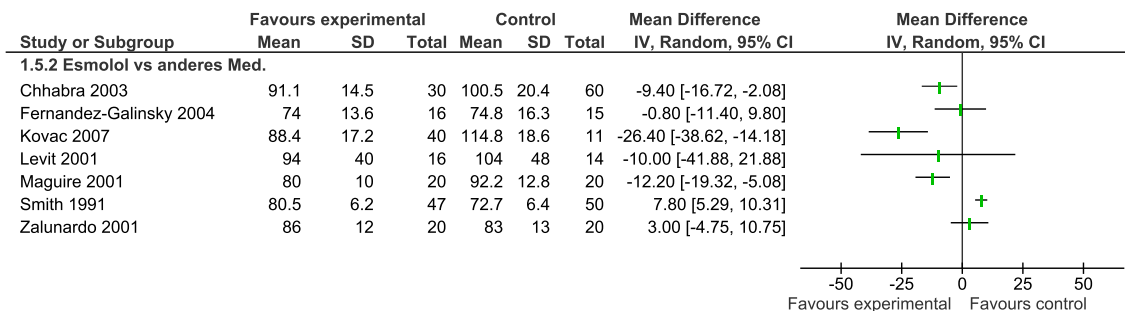 Favours experimental Control Mean Difference Mean Difference
Study or Subgroup Mean SD Total Mean SD Total IV, Random, 95% CI IV, Random, 95% CI
1.5.2 Esmolol vs anderes Med.
Chhabra 2003 91.1 14.5 30 100.5 20.4 60 -9.40 [-16.72, -2.08]
Fernandez-Galinsky 2004 74 13.6 16 74.8 16.3 15 -0.80 [-11.40, 9.80]
Kovac 2007 88.4 17.2 40 114.8 18.6 11 -26.40 [-38.62, -14.18]
Levit 2001 94 40 16 104 48 14 -10.00 [-41.88, 21.88]
Maguire 2001 80 10 20 92.2 12.8 20 -12.20 [-19.32, -5.08]
Smith 1991 80.5 6.2 47 72.7 6.4 50 7.80 [5.29, 10.31]
Zalunardo 2001 86 12 20 83 13 20 3.00 [-4.75, 10.75]
-50 -25 0 25 50
Favours experimental Favours control